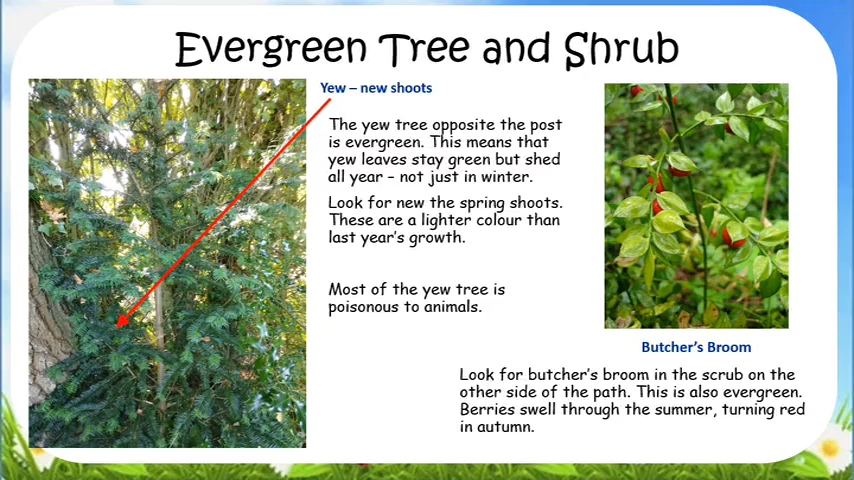 Evergreen Tree and Shrub
Yew – new shoots
The yew tree opposite the post
is evergreen. This means that
yew leaves stay green but shed
all year – not just in winter.
Look for new the spring shoots.
These are a lighter colour than
last year's growth.
Most of the yew tree is
poisonous to animals.
Butcher's Broom
Look for butcher's broom in the scrub on the
other side of the path. This is also evergreen.
Berries swell through the summer, turning red
in autumn.